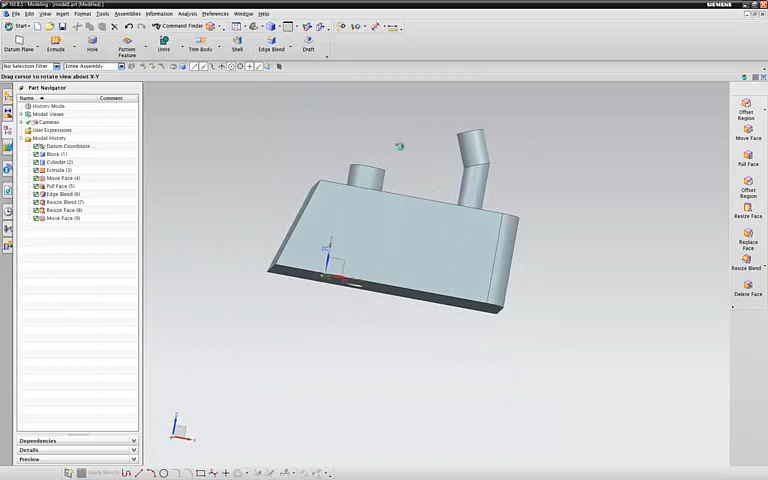 NX 8.5 - Modeling - [model1.prt (Modified)]
SIEMENS
File Edit View Insert Format Tools Assemblies Information Analysis Preferences Window Help
Start
Command Finder
Datum Plane
Extrude
Hole
Pattern Feature
Unite
Trim Body
Shell
Edge Blend
Draft
No Selection Filter
Entire Assembly
Drag cursor to rotate view about X-Y
Part Navigator
Name
Comment
History Mode
Model Views
Cameras
User Expressions
Model History
Datum Coordinate ...
Block (1)
Cylinder (2)
Extrude (3)
Move Face (4)
Pull Face (5)
Edge Blend (6)
Resize Blend (7)
Resize Face (8)
Move Face (9)
Dependencies
Details
Preview
Offset Region
Move Face
Pull Face
Offset Region
Resize Face
Replace Face
Resize Blend
Delete Face
Finish Sketch